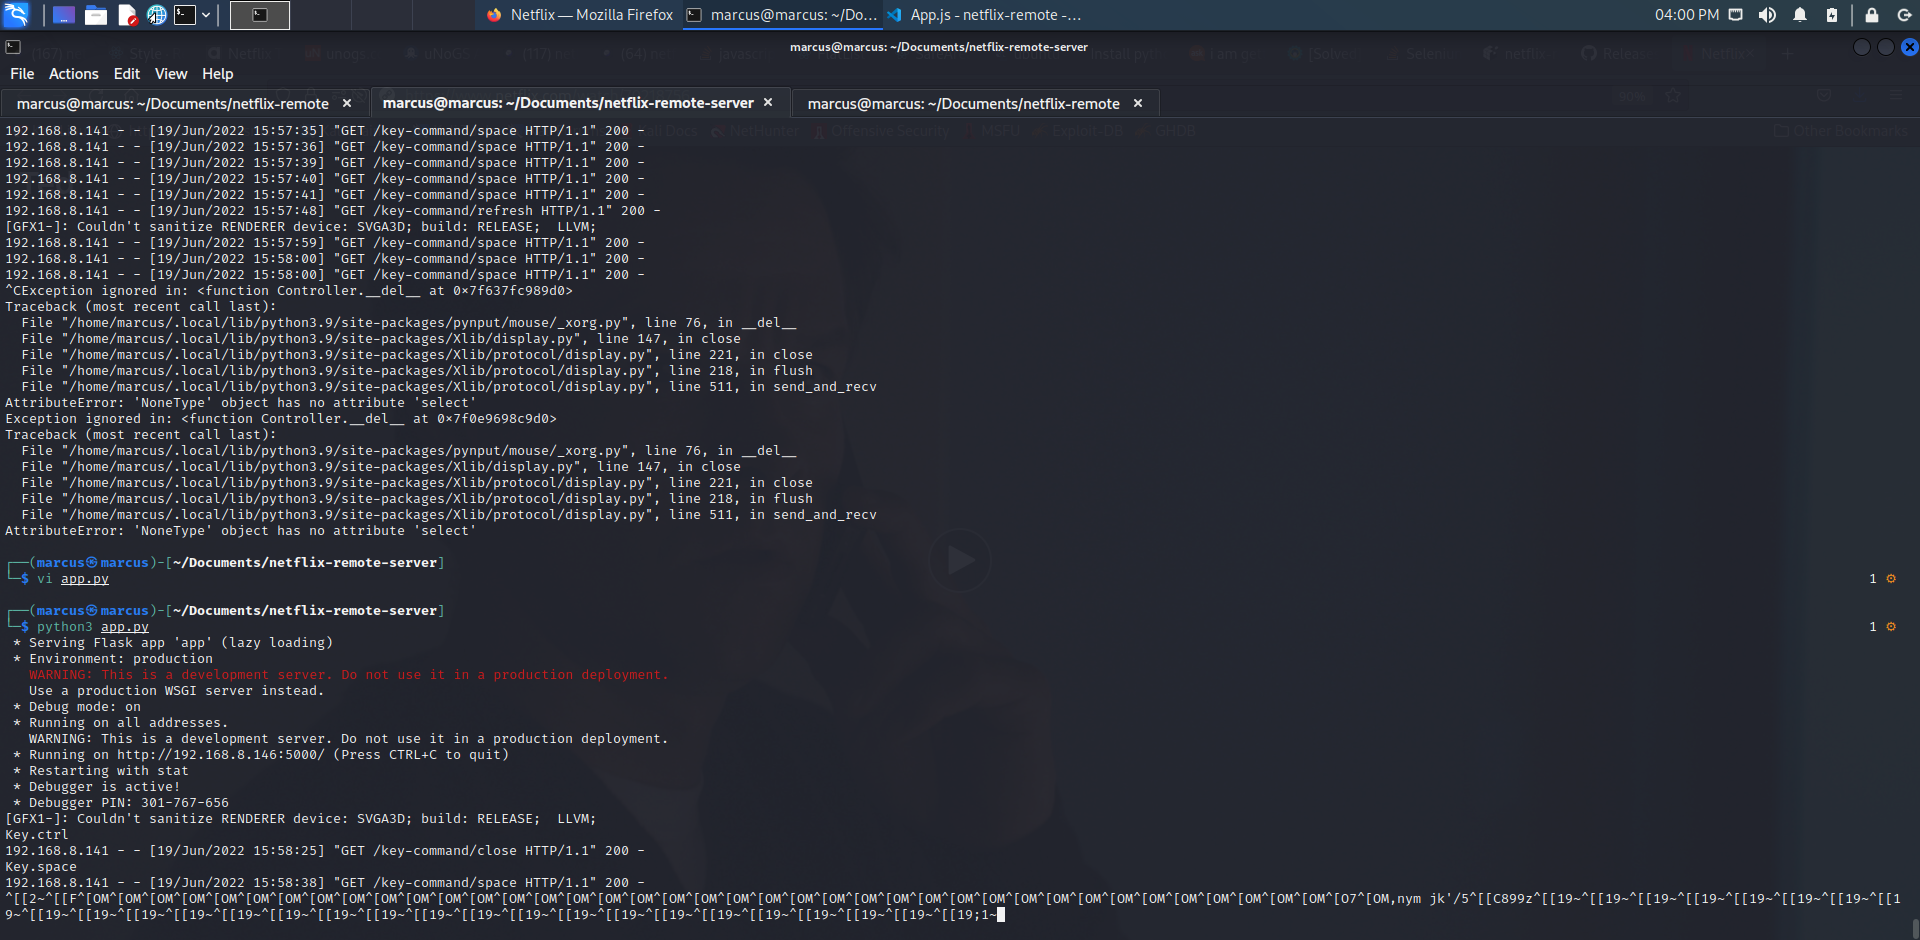 Netflix — Mozilla Firefox
marcus@marcus: ~/Do...
App.js - netflix-remote -...
04:00 PM
marcus@marcus: ~/Documents/netflix-remote-server
File Actions Edit View Help
marcus@marcus: ~/Documents/netflix-remote ×
marcus@marcus: ~/Documents/netflix-remote-server ×
marcus@marcus: ~/Documents/netflix-remote ×
192.168.8.141 - - [19/Jun/2022 15:57:35] "GET /key-command/space HTTP/1.1" 200 -
192.168.8.141 - - [19/Jun/2022 15:57:36] "GET /key-command/space HTTP/1.1" 200 -
192.168.8.141 - - [19/Jun/2022 15:57:39] "GET /key-command/space HTTP/1.1" 200 -
192.168.8.141 - - [19/Jun/2022 15:57:40] "GET /key-command/space HTTP/1.1" 200 -
192.168.8.141 - - [19/Jun/2022 15:57:41] "GET /key-command/space HTTP/1.1" 200 -
192.168.8.141 - - [19/Jun/2022 15:57:48] "GET /key-command/refresh HTTP/1.1" 200 -
[GFX1-]: Couldn't sanitize RENDERER device: SVGA3D; build: RELEASE;  LLVM;
192.168.8.141 - - [19/Jun/2022 15:57:59] "GET /key-command/space HTTP/1.1" 200 -
192.168.8.141 - - [19/Jun/2022 15:58:00] "GET /key-command/space HTTP/1.1" 200 -
192.168.8.141 - - [19/Jun/2022 15:58:00] "GET /key-command/space HTTP/1.1" 200 -
^CException ignored in: <function Controller.__del__ at 0×7f637fc989d0>
Traceback (most recent call last):
  File "/home/marcus/.local/lib/python3.9/site-packages/pynput/mouse/_xorg.py", line 76, in __del__
  File "/home/marcus/.local/lib/python3.9/site-packages/Xlib/display.py", line 147, in close
  File "/home/marcus/.local/lib/python3.9/site-packages/Xlib/protocol/display.py", line 221, in close
  File "/home/marcus/.local/lib/python3.9/site-packages/Xlib/protocol/display.py", line 218, in flush
  File "/home/marcus/.local/lib/python3.9/site-packages/Xlib/protocol/display.py", line 511, in send_and_recv
AttributeError: 'NoneType' object has no attribute 'select'
Exception ignored in: <function Controller.__del__ at 0×7f0e9698c9d0>
Traceback (most recent call last):
  File "/home/marcus/.local/lib/python3.9/site-packages/pynput/mouse/_xorg.py", line 76, in __del__
  File "/home/marcus/.local/lib/python3.9/site-packages/Xlib/display.py", line 147, in close
  File "/home/marcus/.local/lib/python3.9/site-packages/Xlib/protocol/display.py", line 221, in close
  File "/home/marcus/.local/lib/python3.9/site-packages/Xlib/protocol/display.py", line 218, in flush
  File "/home/marcus/.local/lib/python3.9/site-packages/Xlib/protocol/display.py", line 511, in send_and_recv
AttributeError: 'NoneType' object has no attribute 'select'
┌──(marcus㉿marcus)-[~/Documents/netflix-remote-server]
└─$ vi app.py 1 ⚙
┌──(marcus㉿marcus)-[~/Documents/netflix-remote-server]
└─$ python3 app.py 1 ⚙
 * Serving Flask app 'app' (lazy loading)
 * Environment: production
   WARNING: This is a development server. Do not use it in a production deployment.
   Use a production WSGI server instead.
 * Debug mode: on
 * Running on all addresses.
   WARNING: This is a development server. Do not use it in a production deployment.
 * Running on http://192.168.8.146:5000/ (Press CTRL+C to quit)
 * Restarting with stat
 * Debugger is active!
 * Debugger PIN: 301-767-656
[GFX1-]: Couldn't sanitize RENDERER device: SVGA3D; build: RELEASE;  LLVM;
Key.ctrl
192.168.8.141 - - [19/Jun/2022 15:58:25] "GET /key-command/close HTTP/1.1" 200 -
Key.space
192.168.8.141 - - [19/Jun/2022 15:58:38] "GET /key-command/space HTTP/1.1" 200 -
^[[2~^[[F^[OM^[OM^[OM^[OM^[OM^[OM^[OM^[OM^[OM^[OM^[OM^[OM^[OM^[OM^[OM^[OM^[OM^[OM^[OM^[OM^[OM^[OM^[OM^[OM^[OM^[OM^[OM^[OM^[OM^[OM^[OM^[O7^[OM,nym jk'/5^[[C899z^[[19~^[[19~^[[19~^[[19~^[[19~^[[19~^[[1
9~^[[19~^[[19~^[[19~^[[19~^[[19~^[[19~^[[19~^[[19~^[[19~^[[19~^[[19~^[[19~^[[19~^[[19~^[[19~^[[19;1~